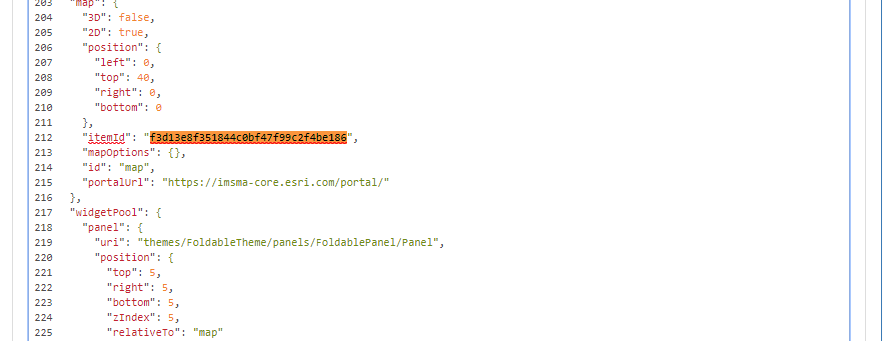 203 "map": {
204 "3D": false,
205 "2D": true,
206 "position": {
207 "left": 0,
208 "top": 40,
209 "right": 0,
210 "bottom": 0
211 },
212 "itemId": "f3d13e8f351844c0bf47f99c2f4be186",
213 "mapOptions": {},
214 "id": "map",
215 "portalUrl": "https://imsma-core.esri.com/portal/"
216 },
217 "widgetPool": {
218 "panel": {
219 "uri": "themes/FoldableTheme/panels/FoldablePanel/Panel",
220 "position": {
221 "top": 5,
222 "right": 5,
223 "bottom": 5,
224 "zIndex": 5,
225 "relativeTo": "map"